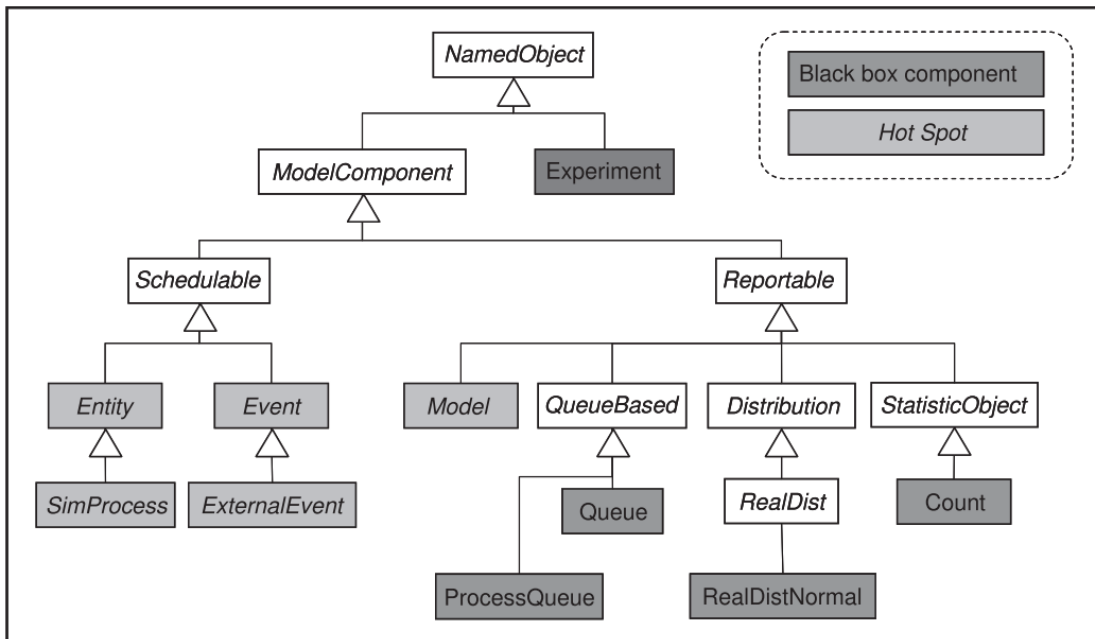 NamedObject
Black box component
Hot Spot
ModelComponent
Experiment
Schedulable
Reportable
Entity
Event
Model
QueueBased
Distribution
StatisticObject
SimProcess
ExternalEvent
Queue
RealDist
Count
ProcessQueue
RealDistNormal